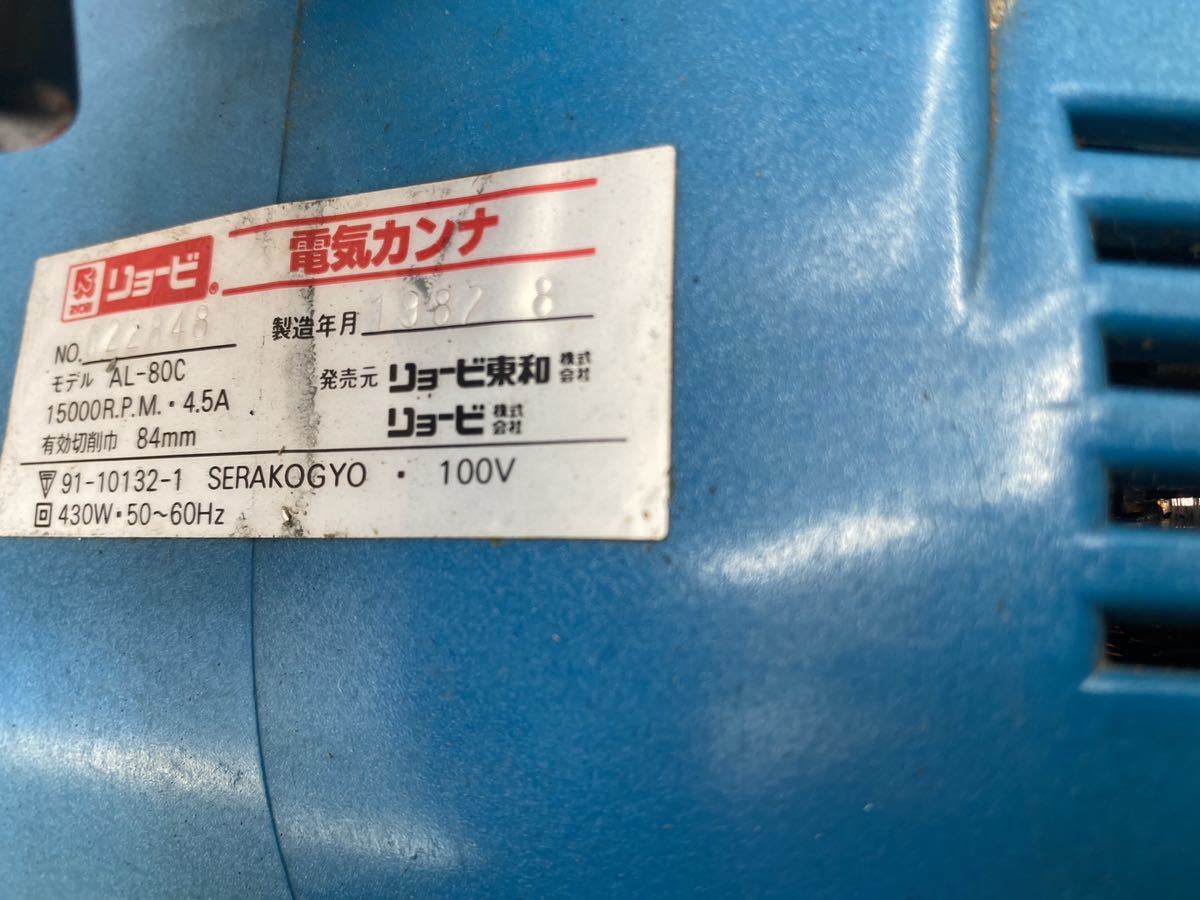 RYOBI リョービ® 電気カンナ
NO. 022848 製造年月 1987 8
モデル AL-80C
15000R.P.M.・4.5A
有効切削巾 84mm
発売元 リョービ東和 株式会社
リョービ 株式会社
91-10132-1 SERAKOGYO ・ 100V
430W・50〜60Hz